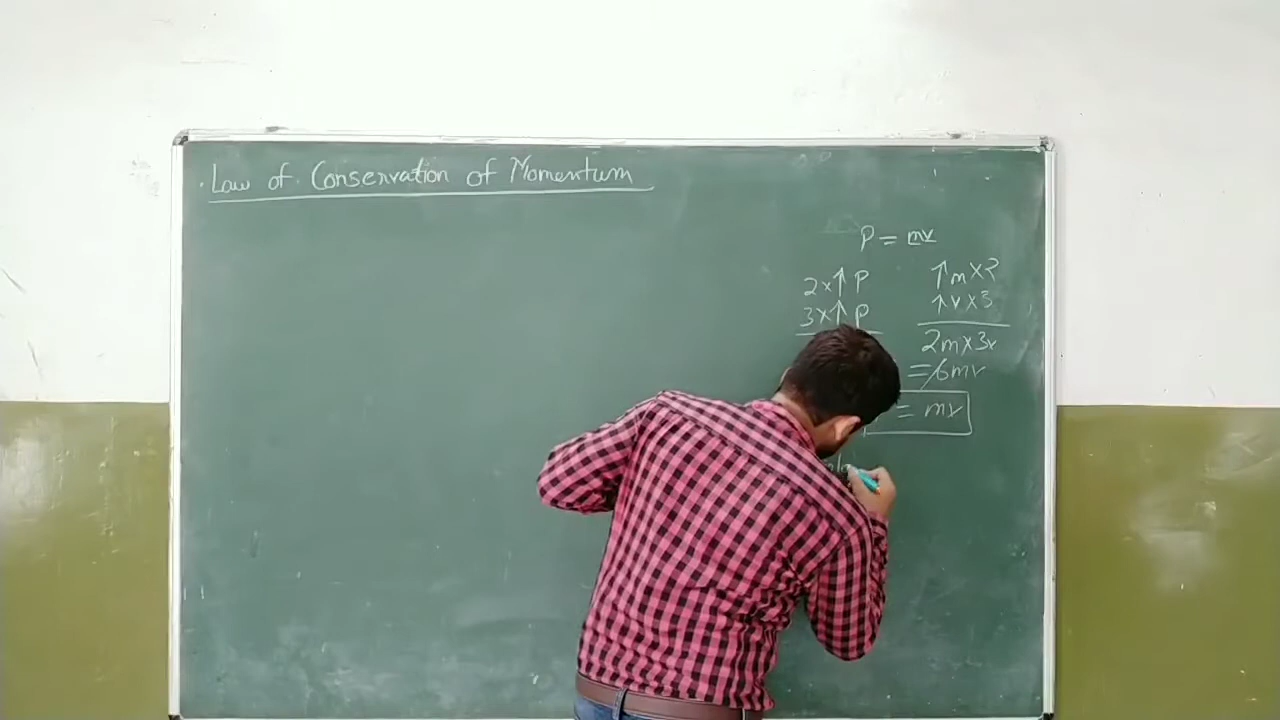 Law of Conservation of Momentum
P = mv
2x↑ P
3x↑ P
↑m x 2
↑v x 3
2m x 3v
= 6mv
= mv